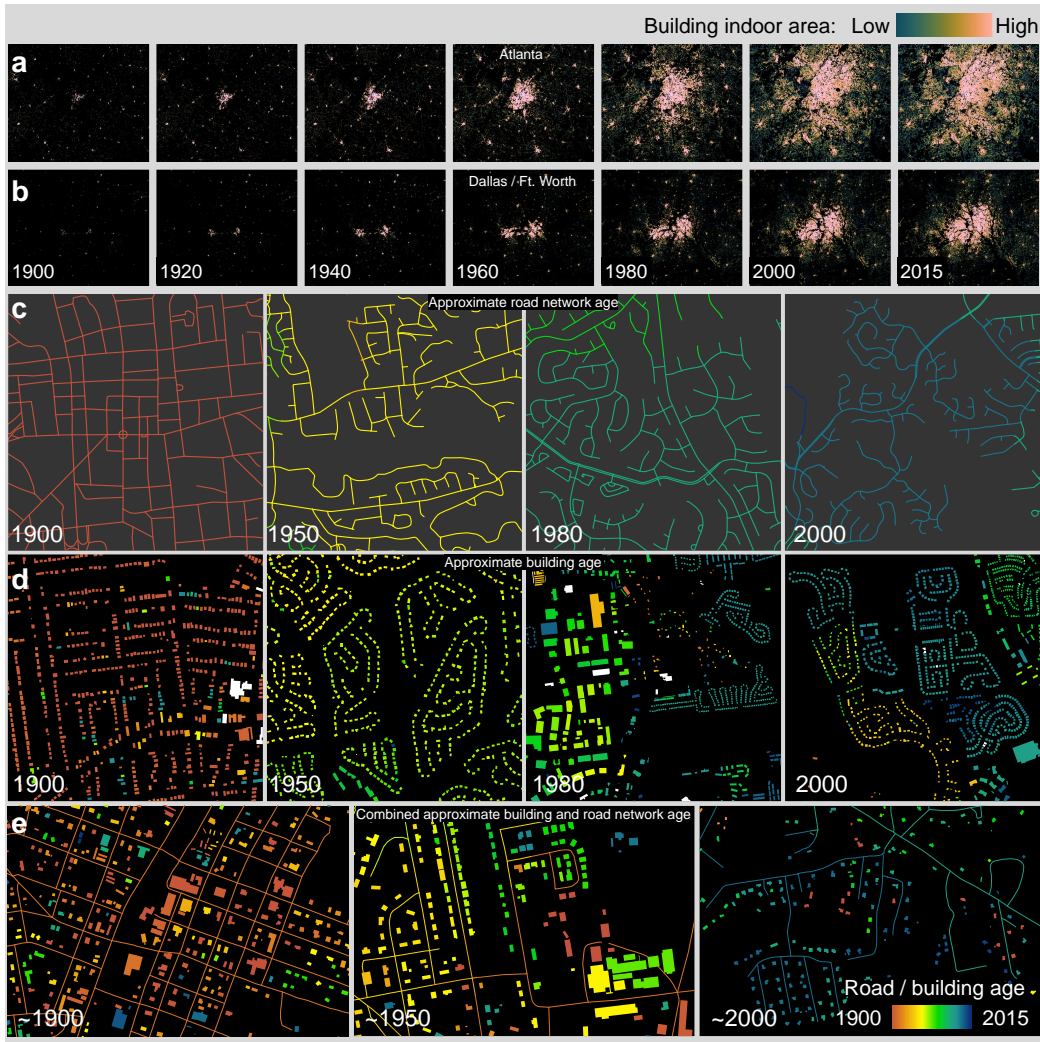 Building indoor area: Low High
a
Atlanta
b
Dallas / Ft. Worth
1900 1920 1940 1960 1980 2000 2015
c
Approximate road network age
1900 1950 1980 2000
d
Approximate building age
1900 1950 1980 2000
e
Combined approximate building and road network age
Road / building age
1900 2015
~1900 ~1950 ~2000